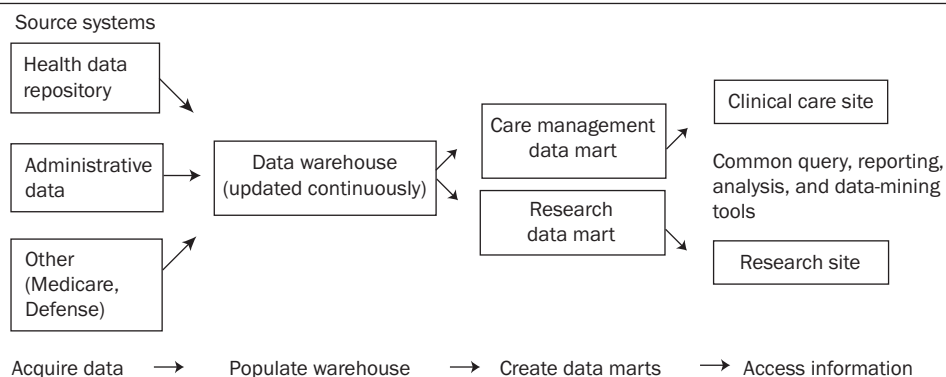 Source systems
Health data
repository
Administrative
data
Other
(Medicare,
Defense)
Data warehouse
(updated continuously)
Care management
data mart
Research
data mart
Clinical care site
Common query, reporting,
analysis, and data-mining
tools
Research site
Acquire data → Populate warehouse → Create data marts → Access information